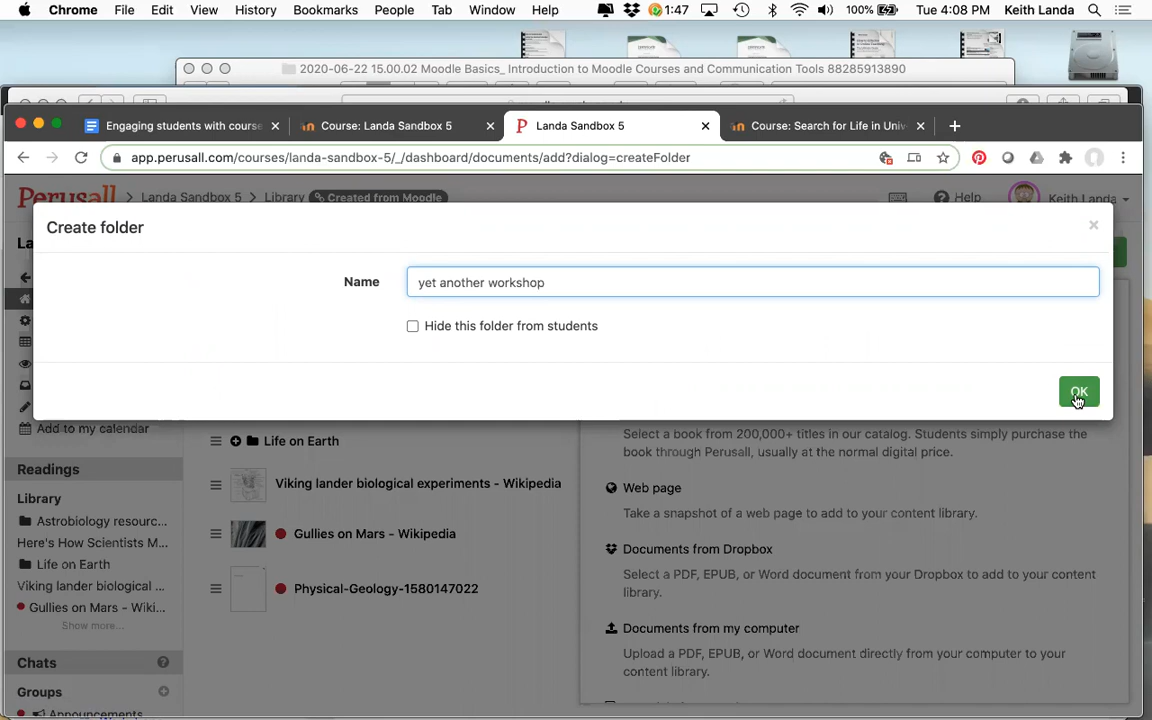 Chrome File Edit View History Bookmarks People Tab Window Help 1:47 100% Tue 4:08 PM Keith Landa
2020-06-22 15.00.02 Moodle Basics_ Introduction to Moodle Courses and Communication Tools 88285913890
Engaging students with course Course: Landa Sandbox 5 Landa Sandbox 5 Course: Search for Life in Univ
app.perusall.com/courses/landa-sandbox-5/_/dashboard/documents/add?dialog=createFolder
Perusall Landa Sandbox 5 Library Created from Moodle Help Keith Landa
Create folder
La
Name yet another workshop
Hide this folder from students
OK
Add to my calendar
Life on Earth
Select a book from 200,000+ titles in our catalog. Students simply purchase the
book through Perusall, usually at the normal digital price.
Readings
Viking lander biological experiments - Wikipedia
Web page
Library
Take a snapshot of a web page to add to your content library.
Astrobiology resourc...
Here's How Scientists M...
Gullies on Mars - Wikipedia
Documents from Dropbox
Life on Earth
Select a PDF, EPUB, or Word document from your Dropbox to add to your content
library.
Viking lander biological ...
Physical-Geology-1580147022
Gullies on Mars - Wiki...
Show more...
Documents from my computer
Upload a PDF, EPUB, or Word document directly from your computer to your
content library.
Chats
Groups
Announcements